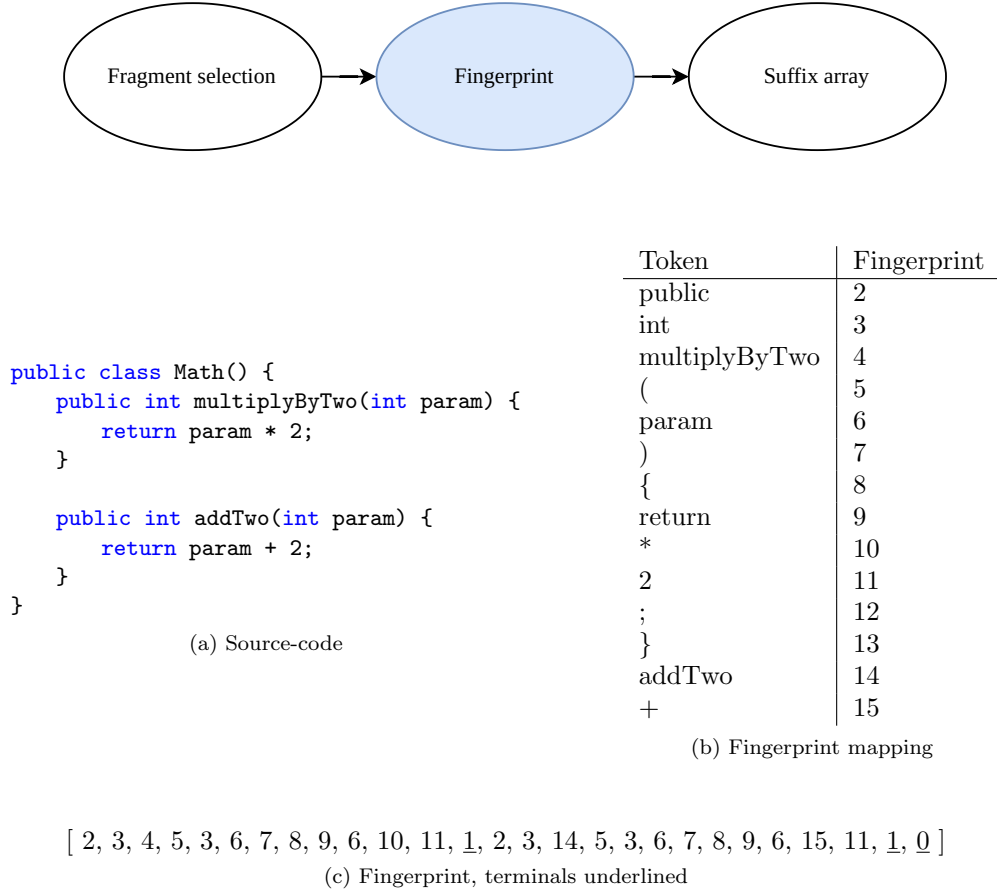 Fragment selection
Fingerprint
Suffix array
public class Math() {
public int multiplyByTwo(int param) {
return param * 2;
}
public int addTwo(int param) {
return param + 2;
}
}
(a) Source-code
Token Fingerprint
public 2
int 3
multiplyByTwo 4
( 5
param 6
) 7
{ 8
return 9
* 10
2 11
; 12
} 13
addTwo 14
+ 15
(b) Fingerprint mapping
[ 2, 3, 4, 5, 3, 6, 7, 8, 9, 6, 10, 11, 1, 2, 3, 14, 5, 3, 6, 7, 8, 9, 6, 15, 11, 1, 0 ]
(c) Fingerprint, terminals underlined